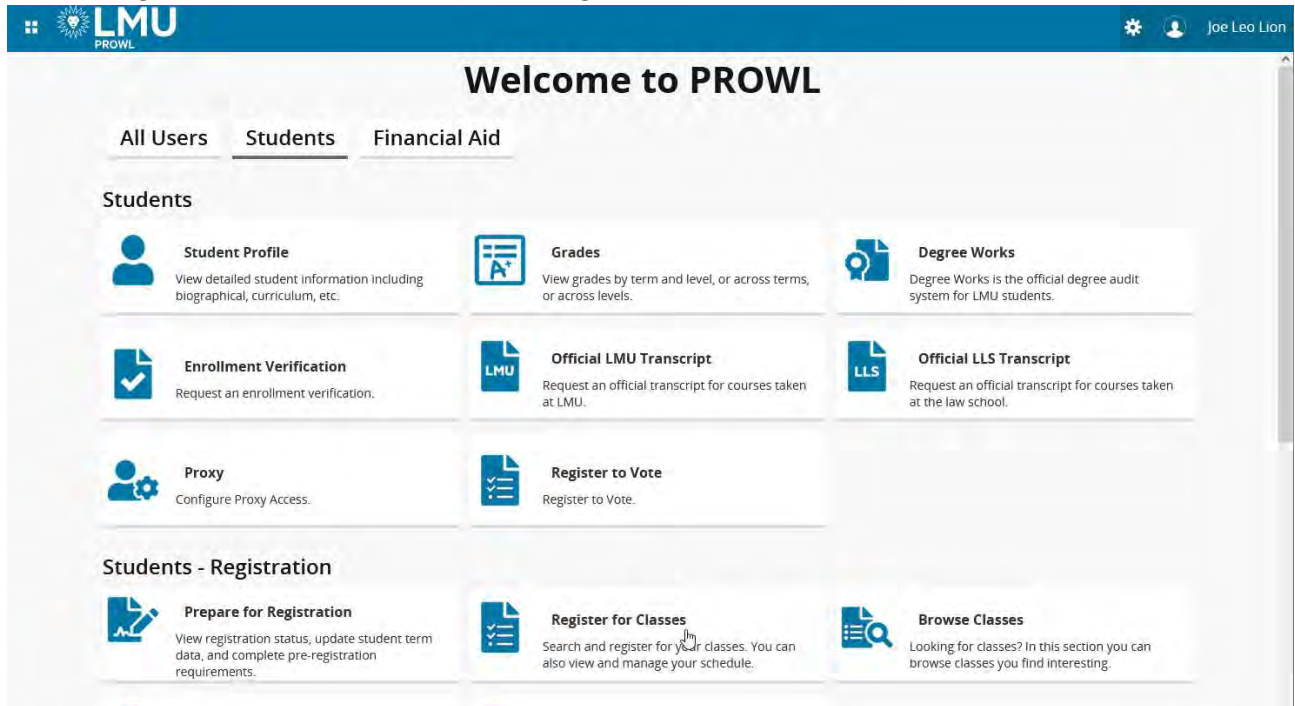 LMU
PROWL
Joe Leo Lion
Welcome to PROWL
All Users Students Financial Aid
Students
Student Profile
View detailed student information including
biographical, curriculum, etc.
A+
Grades
View grades by term and level, or across terms,
or across levels.
Degree Works
Degree Works is the official degree audit
system for LMU students.
Enrollment Verification
Request an enrollment verification.
LMU
Official LMU Transcript
Request an official transcript for courses taken
at LMU.
LLS
Official LLS Transcript
Request an official transcript for courses taken
at the law school.
Proxy
Configure Proxy Access.
Register to Vote
Register to Vote.
Students - Registration
Prepare for Registration
View registration status, update student term
data, and complete pre-registration
requirements.
Register for Classes
Search and register for your classes. You can
also view and manage your schedule.
Browse Classes
Looking for classes? In this section you can
browse classes you find interesting.